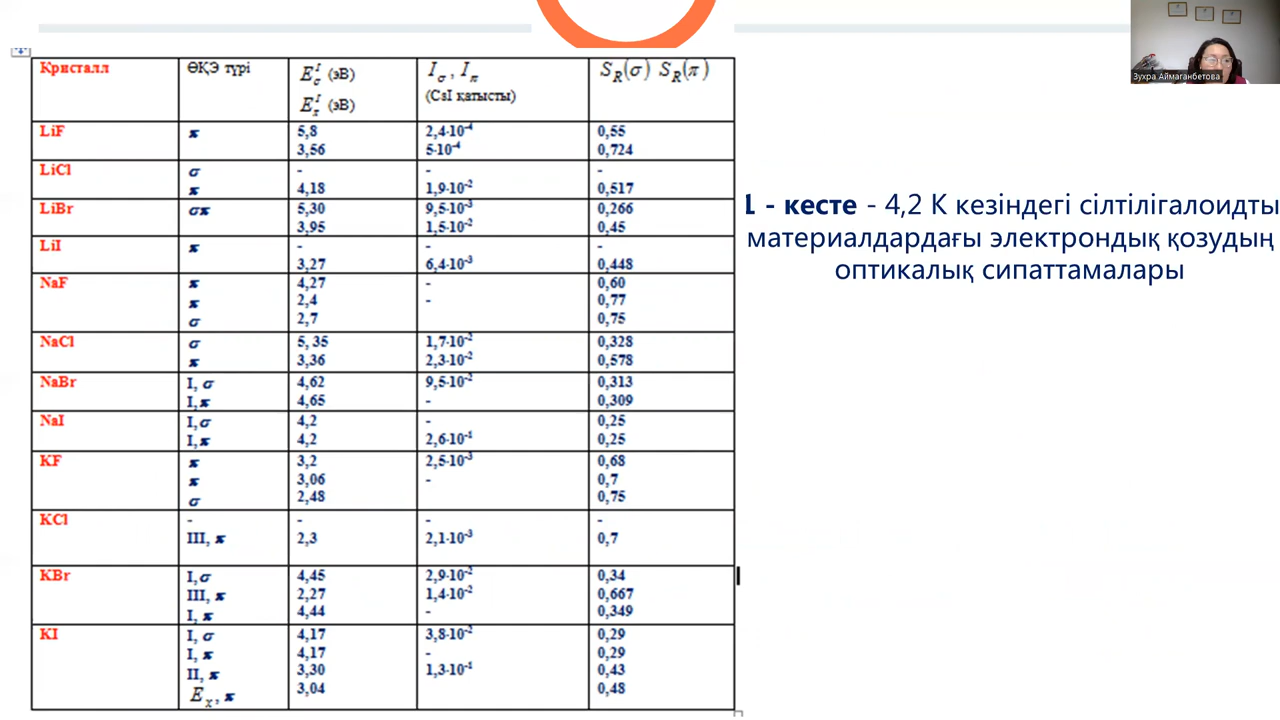 Кристалл ӨҚЭ түрі E_σ^I (эВ) I_σ, I_π S_R(σ) S_R(π)
E_π^I (эВ) (CsI қатысты)
LiF π 5,8 2,4·10⁻⁴ 0,55
3,56 5·10⁻⁴ 0,724
LiCl σ - - -
π 4,18 1,9·10⁻² 0,517
LiBr σπ 5,30 9,5·10⁻³ 0,266
3,95 1,5·10⁻² 0,45
LiI π - - -
3,27 6,4·10⁻³ 0,448
NaF π 4,27 - 0,60
π 2,4 - 0,77
σ 2,7 0,75
NaCl σ 5, 35 1,7·10⁻² 0,328
π 3,36 2,3·10⁻² 0,578
NaBr I, σ 4,62 9,5·10⁻² 0,313
I,π 4,65 - 0,309
NaI I,σ 4,2 - 0,25
I,π 4,2 2,6·10⁻¹ 0,25
KF π 3,2 2,5·10⁻³ 0,68
π 3,06 - 0,7
σ 2,48 0,75
KCl - - - -
III, π 2,3 2,1·10⁻³ 0,7
KBr I,σ 4,45 2,9·10⁻² 0,34
III, π 2,27 1,4·10⁻² 0,667
I, π 4,44 - 0,349
KI I, σ 4,17 3,8·10⁻² 0,29
I, π 4,17 - 0,29
II, π 3,30 1,3·10⁻¹ 0,43
E_x, π 3,04 0,48
1 - кесте - 4,2 К кезіндегі сілтілігалоидты
материалдардағы электрондық қозудың
оптикалық сипаттамалары
Зухра Аймаганбетова